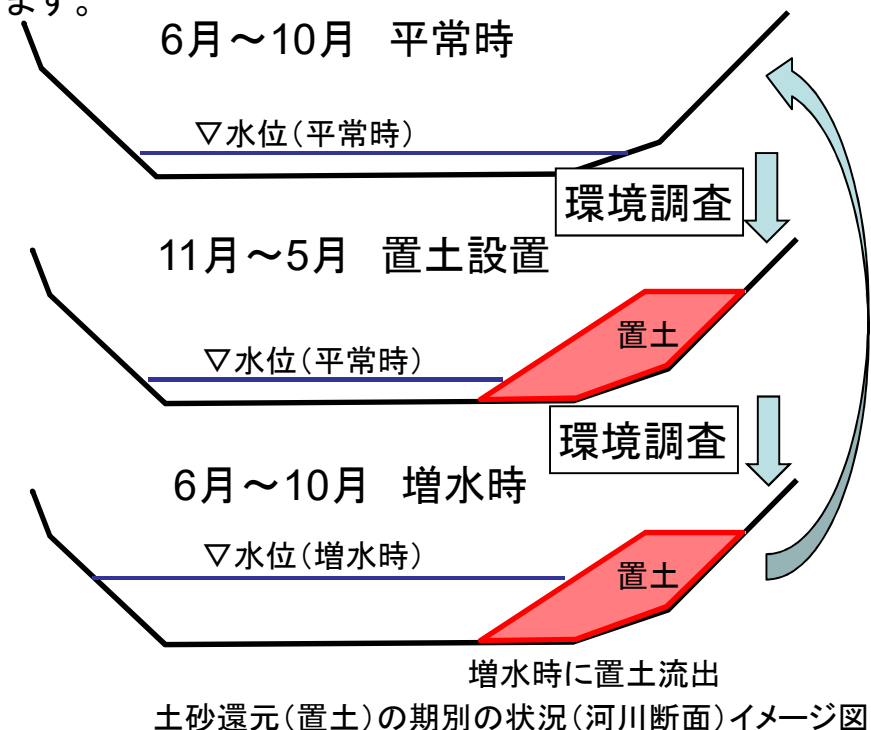 ます。
6月～10月 平常時
▽水位(平常時)
環境調査
11月～5月 置土設置
置土
▽水位(平常時)
環境調査
6月～10月 増水時
▽水位(増水時)
置土
増水時に置土流出
土砂還元(置土)の期別の状況(河川断面)イメージ図